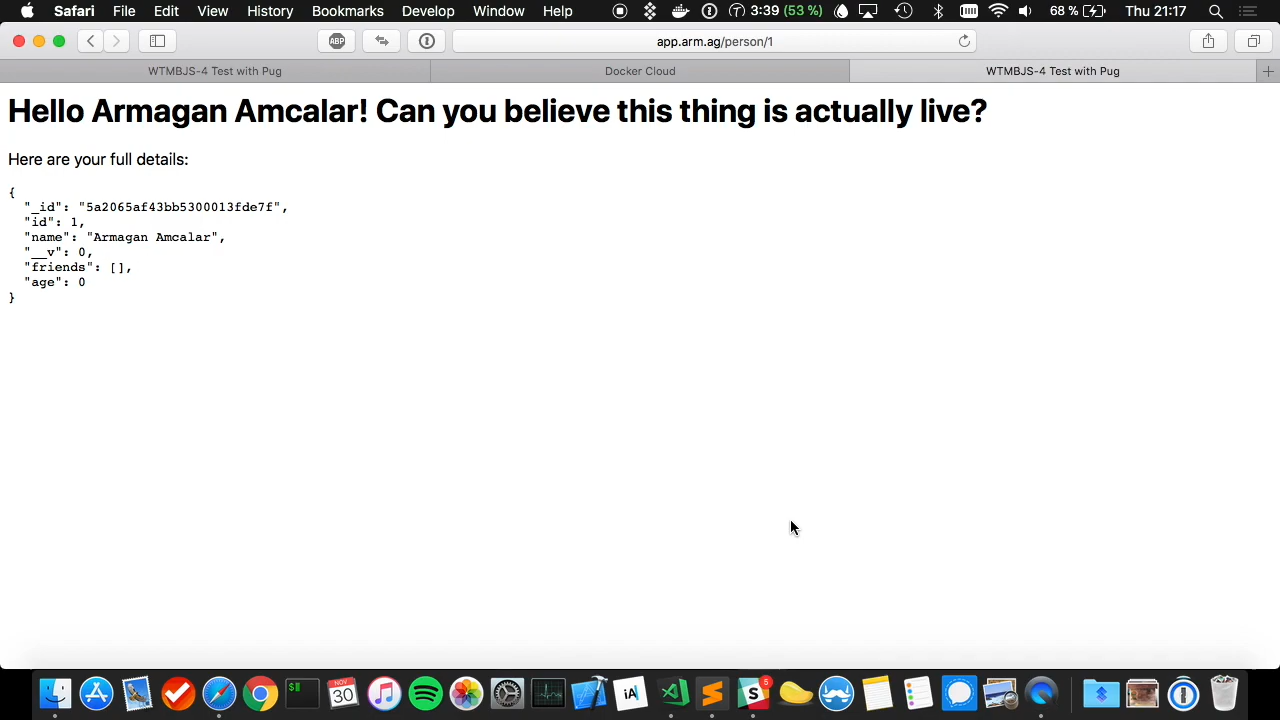 Safari File Edit View History Bookmarks Develop Window Help 3:39 (53 %) 68 % Thu 21:17
ABP app.arm.ag/person/1
WTMBJS-4 Test with Pug Docker Cloud WTMBJS-4 Test with Pug
Hello Armagan Amcalar! Can you believe this thing is actually live?
Here are your full details:
{
"_id": "5a2065af43bb5300013fde7f",
"id": 1,
"name": "Armagan Amcalar",
"__v": 0,
"friends": [],
"age": 0
}
$ NOV 30 iA S 5